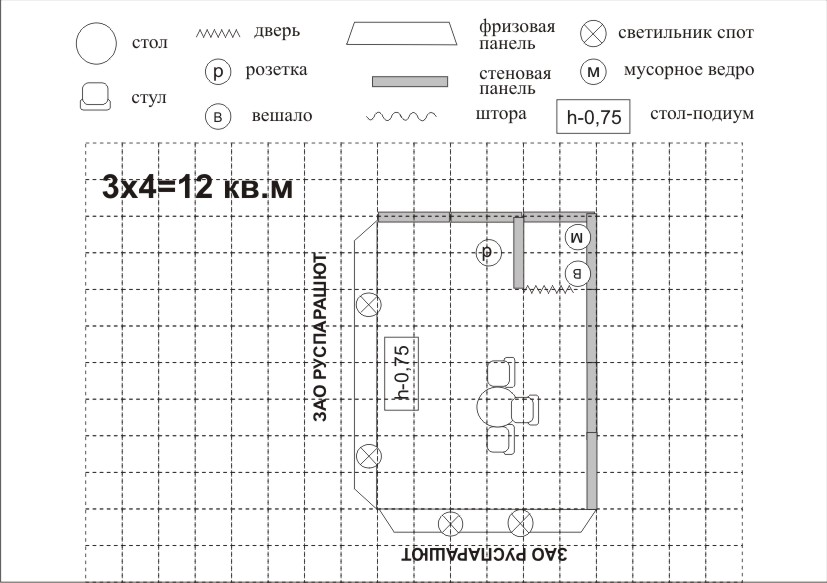 стол
дверь
фризовая
панель
светильник спот
р
розетка
стеновая
панель
м
мусорное ведро
стул
в
вешало
штора
h-0,75
стол-подиум
3х4=12 кв.м
ЗАО РУСПАРАШЮТ
р
м
в
h-0,75
ЗАО РУСПАРАШЮТ